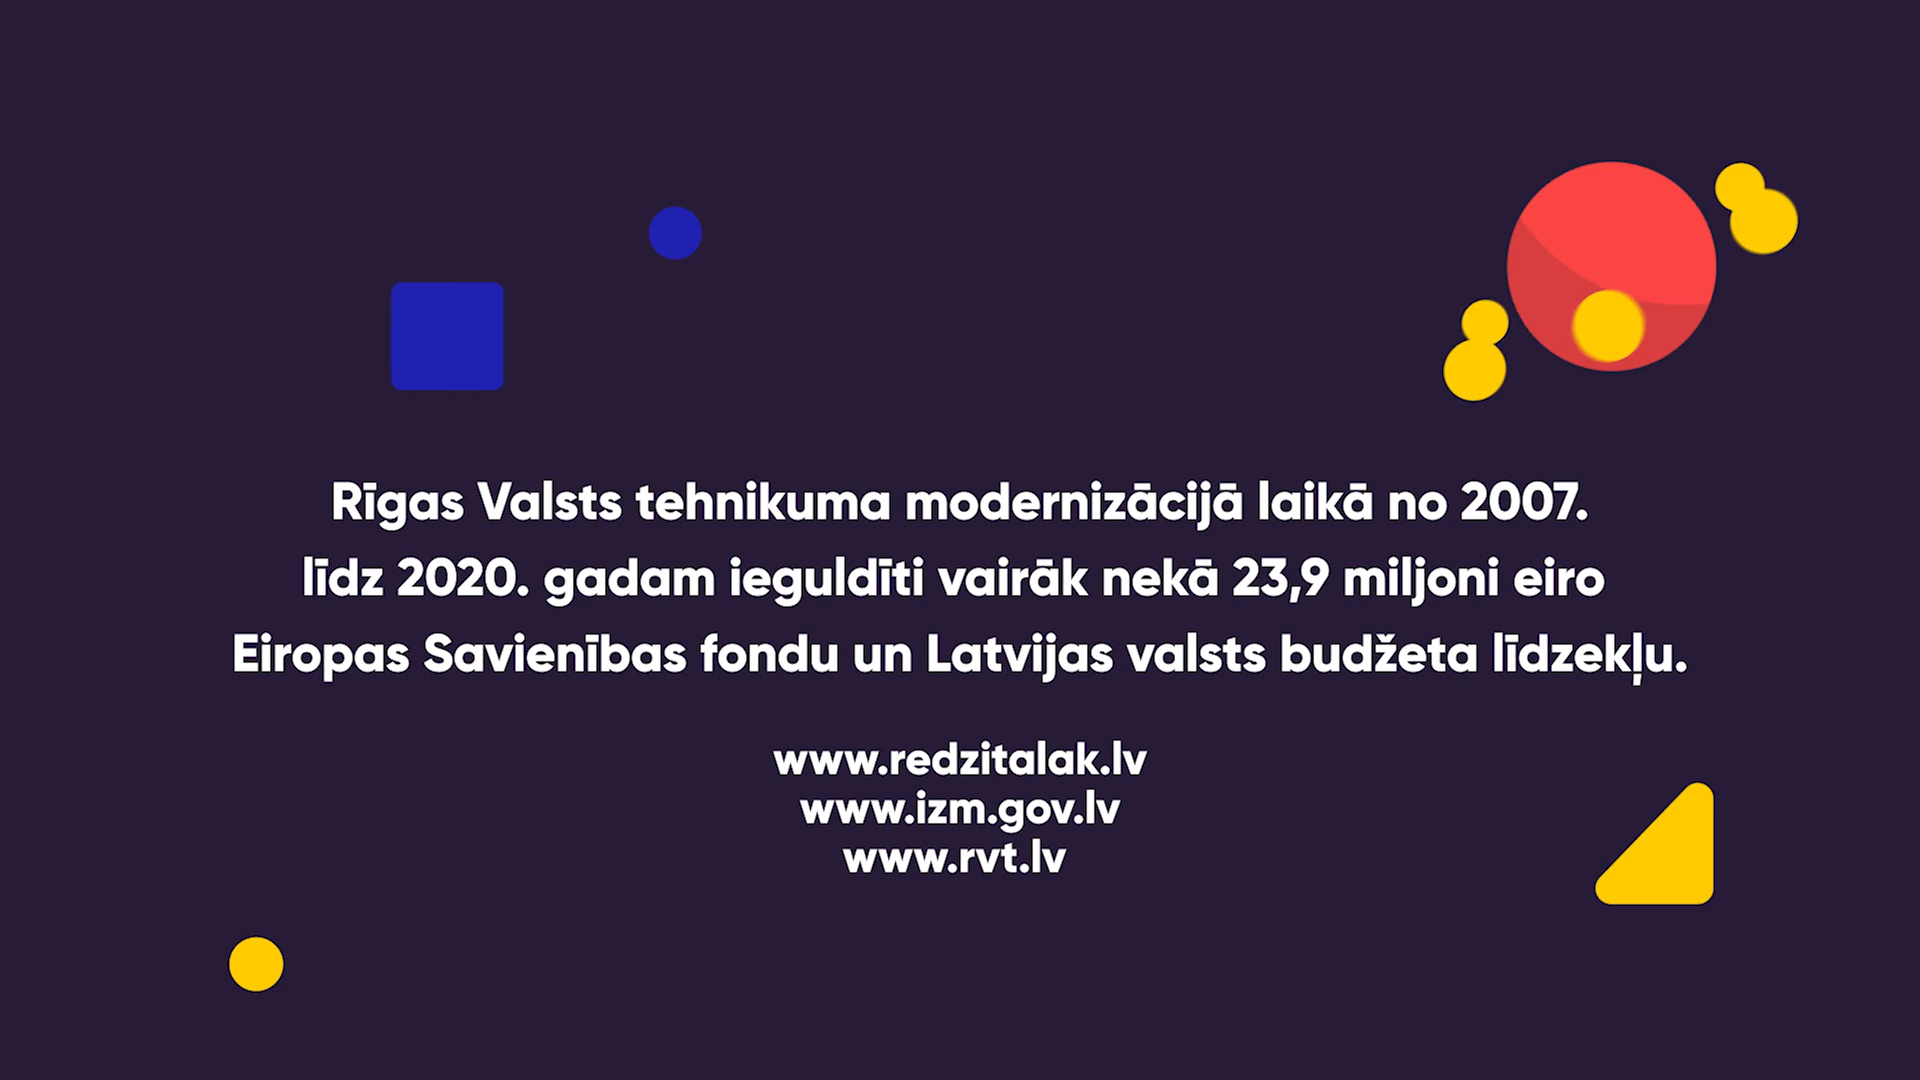 Rīgas Valsts tehnikuma modernizācijā laikā no 2007.
līdz 2020. gadam ieguldīti vairāk nekā 23,9 miljoni eiro
Eiropas Savienības fondu un Latvijas valsts budžeta līdzekļu.
www.redzitalak.lv
www.izm.gov.lv
www.rvt.lv